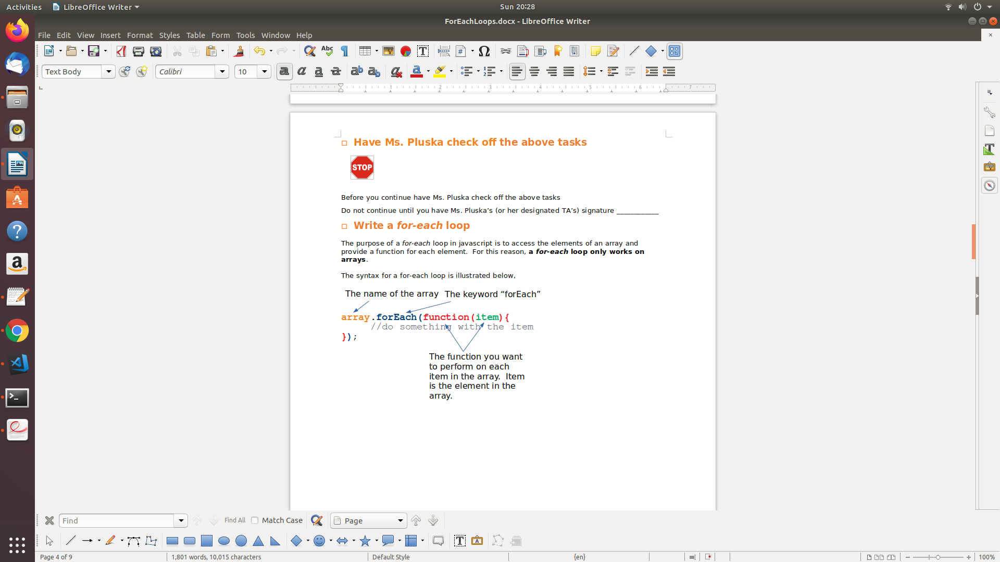 Activities LibreOffice Writer Sun 20:28
ForEachLoops.docx - LibreOffice Writer
File Edit View Insert Format Styles Table Form Tools Window Help
Text Body Calibri 10
1 2 3 4 5 6 7
Have Ms. Pluska check off the above tasks
STOP
Before you continue have Ms. Pluska check off the above tasks
Do not continue until you have Ms. Pluska’s (or her designated TA’s) signature ____________
Write a for-each loop
The purpose of a for-each loop in javascript is to access the elements of an array and
provide a function for each element.  For this reason, a for-each loop only works on
arrays.
The syntax for a for-each loop is illustrated below,
The name of the array The keyword “forEach”
array.forEach(function(item){
//do something with the item
});
The function you want
to perform on each
item in the array.  Item
is the element in the
array.
Find Find All Match Case Page
Page 4 of 9 1,801 words, 10,015 characters Default Style {en} 100%